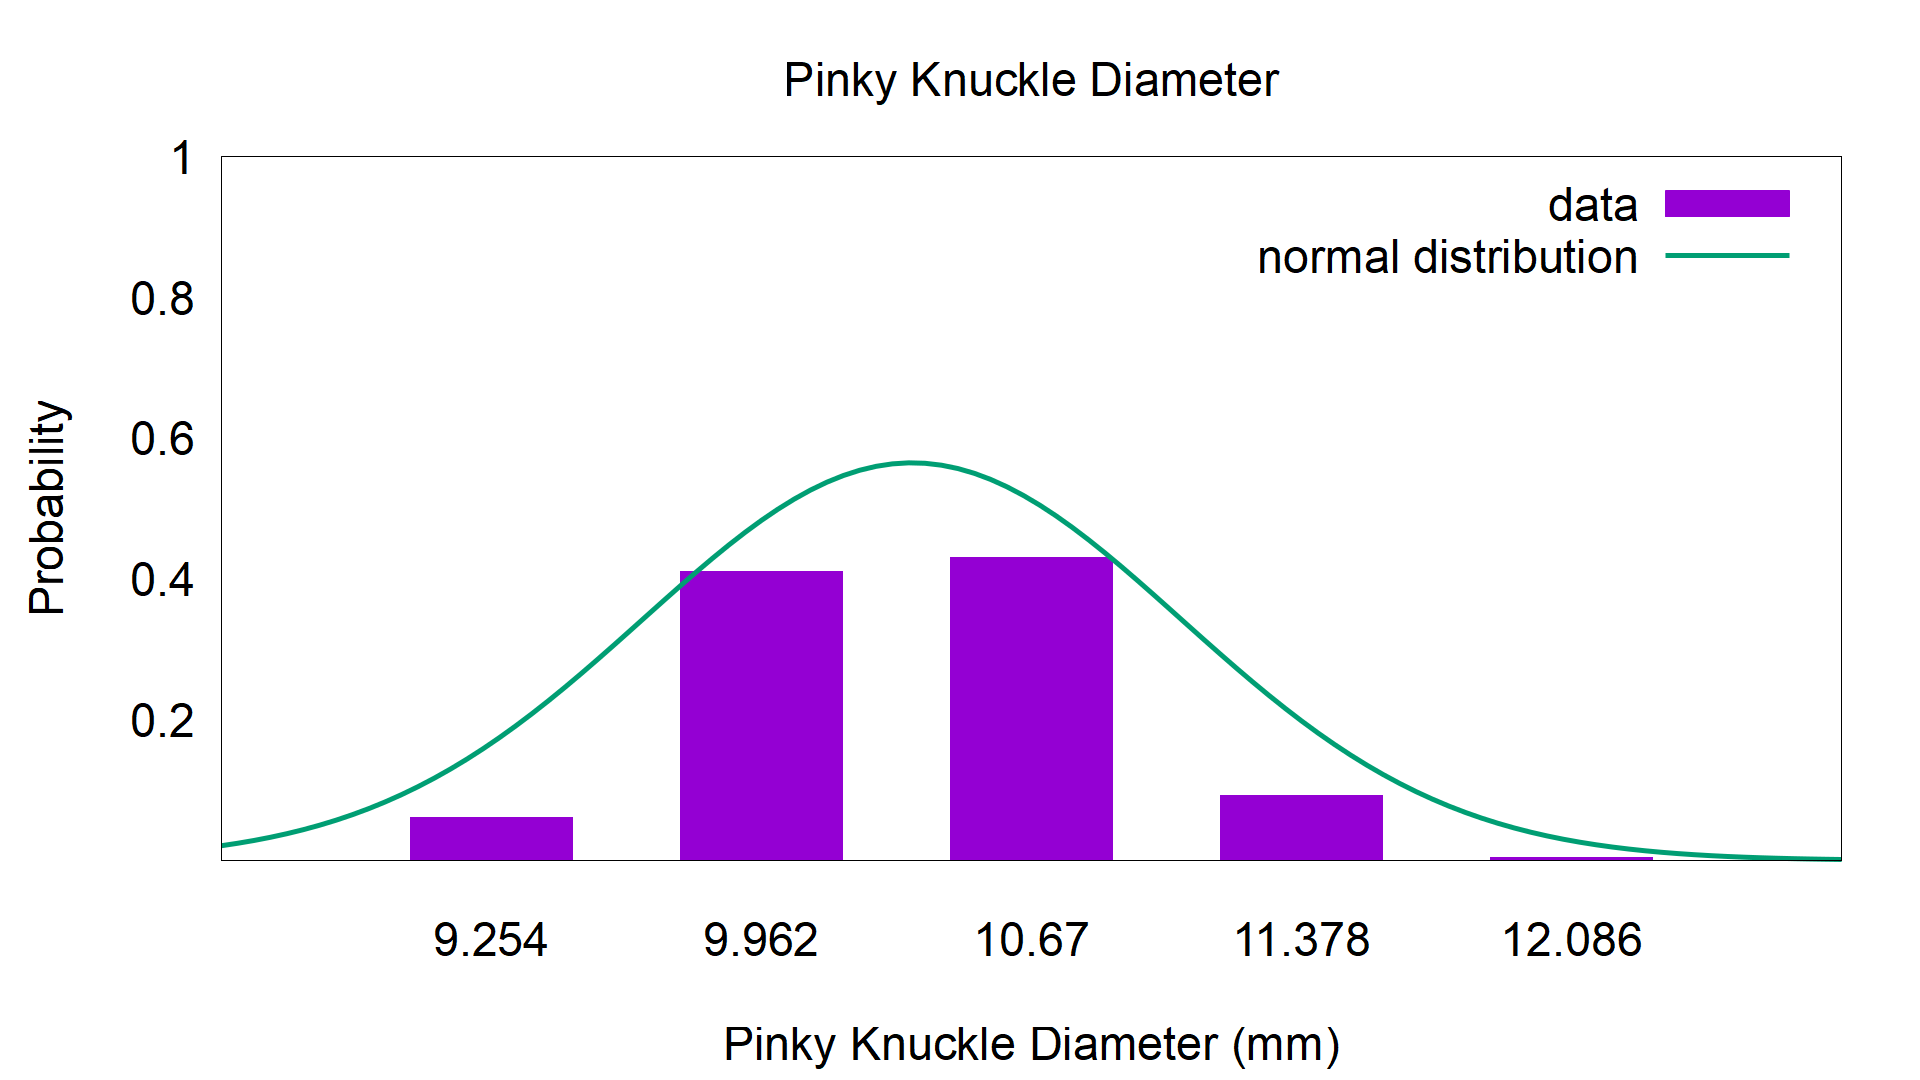 Pinky Knuckle Diameter
1
0.8
0.6
0.4
0.2
Probability
data
normal distribution
9.254 9.962 10.67 11.378 12.086
Pinky Knuckle Diameter (mm)